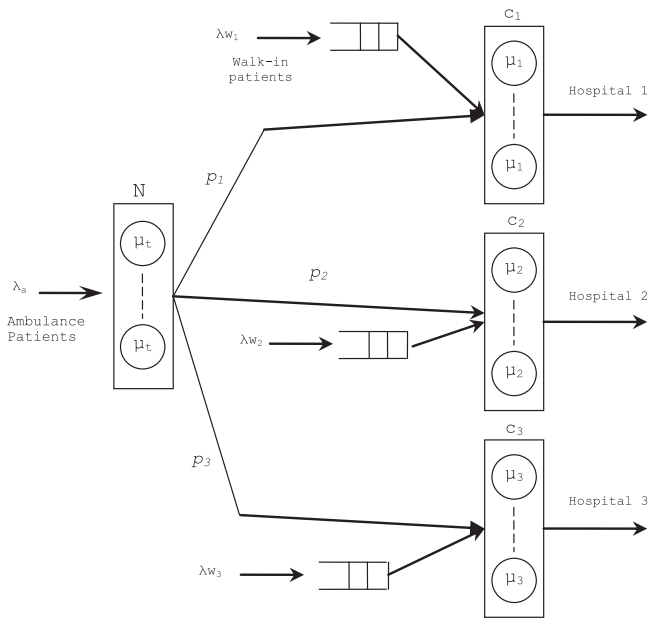 c₁
λw₁
Walk-in
patients
μ₁
μ₁
Hospital 1
p₁
N
μₜ
μₜ
λₐ
Ambulance
Patients
p₂
c₂
μ₂
μ₂
Hospital 2
λw₂
p₃
c₃
μ₃
μ₃
Hospital 3
λw₃